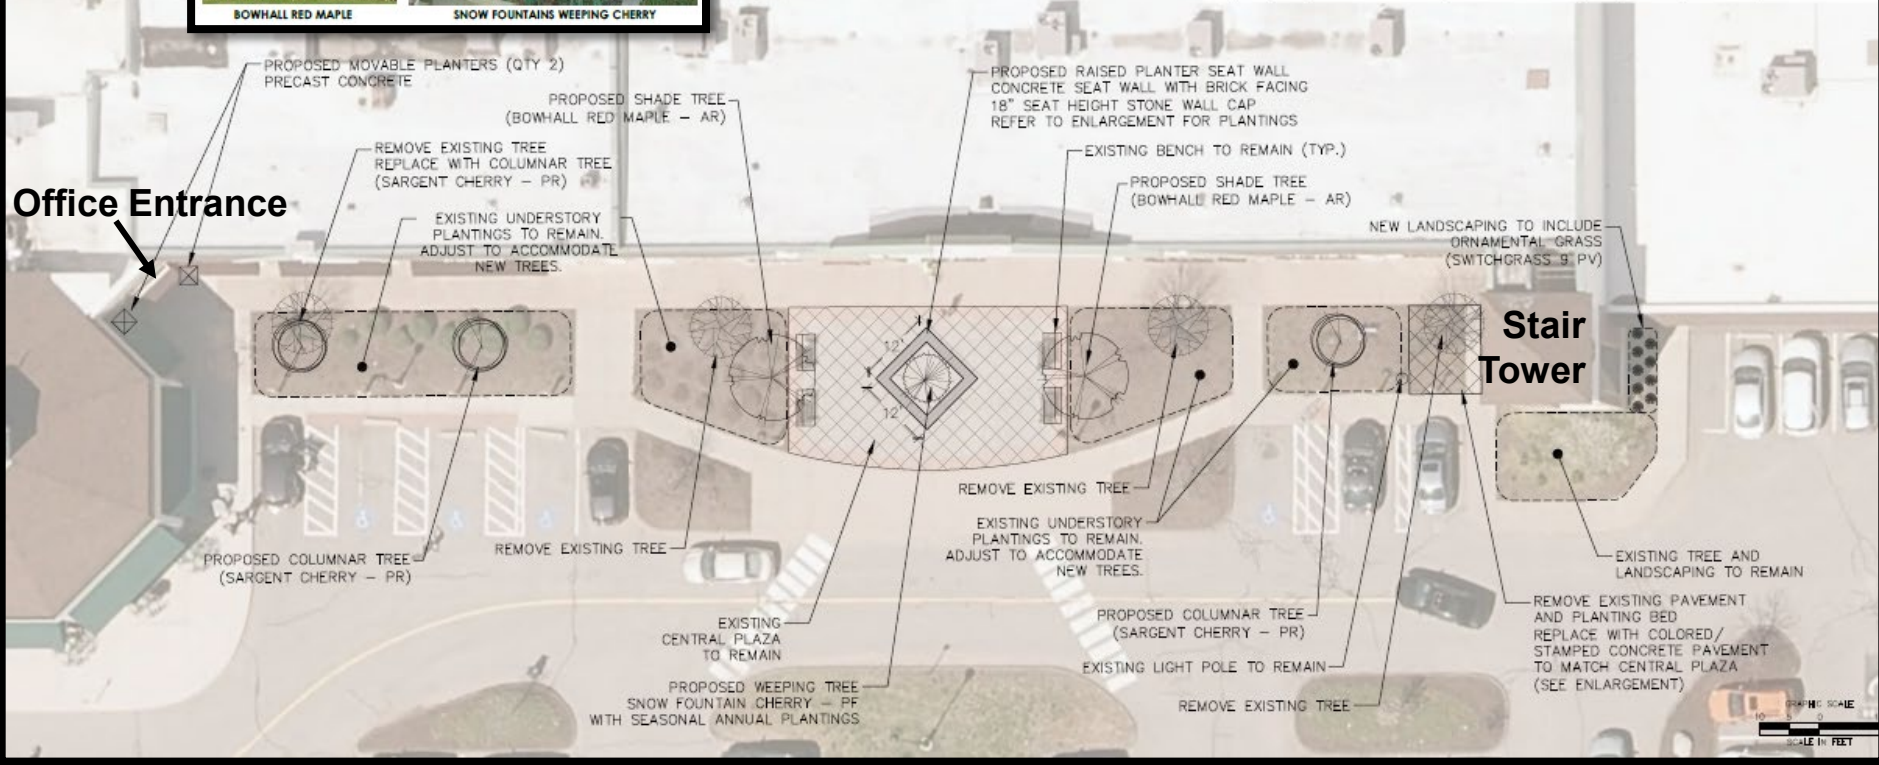 BOWHALL RED MAPLE
SNOW FOUNTAINS WEEPING CHERRY
PROPOSED MOVABLE PLANTERS (QTY 2)
PRECAST CONCRETE
PROPOSED SHADE TREE
(BOWHALL RED MAPLE – AR)
REMOVE EXISTING TREE
REPLACE WITH COLUMNAR TREE
(SARGENT CHERRY – PR)
Office Entrance
EXISTING UNDERSTORY
PLANTINGS TO REMAIN.
ADJUST TO ACCOMMODATE
NEW TREES.
PROPOSED RAISED PLANTER SEAT WALL
CONCRETE SEAT WALL WITH BRICK FACING
18" SEAT HEIGHT STONE WALL CAP
REFER TO ENLARGEMENT FOR PLANTINGS
EXISTING BENCH TO REMAIN (TYP.)
PROPOSED SHADE TREE
(BOWHALL RED MAPLE – AR)
NEW LANDSCAPING TO INCLUDE
ORNAMENTAL GRASS
(SWITCHGRASS 9 PV)
12'
12'
Stair
Tower
PROPOSED COLUMNAR TREE
(SARGENT CHERRY – PR)
REMOVE EXISTING TREE
EXISTING
CENTRAL PLAZA
TO REMAIN
PROPOSED WEEPING TREE
SNOW FOUNTAIN CHERRY – PF
WITH SEASONAL ANNUAL PLANTINGS
REMOVE EXISTING TREE
EXISTING UNDERSTORY
PLANTINGS TO REMAIN.
ADJUST TO ACCOMMODATE
NEW TREES.
PROPOSED COLUMNAR TREE
(SARGENT CHERRY – PR)
EXISTING LIGHT POLE TO REMAIN
REMOVE EXISTING TREE
EXISTING TREE AND
LANDSCAPING TO REMAIN
REMOVE EXISTING PAVEMENT
AND PLANTING BED
REPLACE WITH COLORED/
STAMPED CONCRETE PAVEMENT
TO MATCH CENTRAL PLAZA
(SEE ENLARGEMENT)
GRAPHIC SCALE
10 5 0
SCALE IN FEET